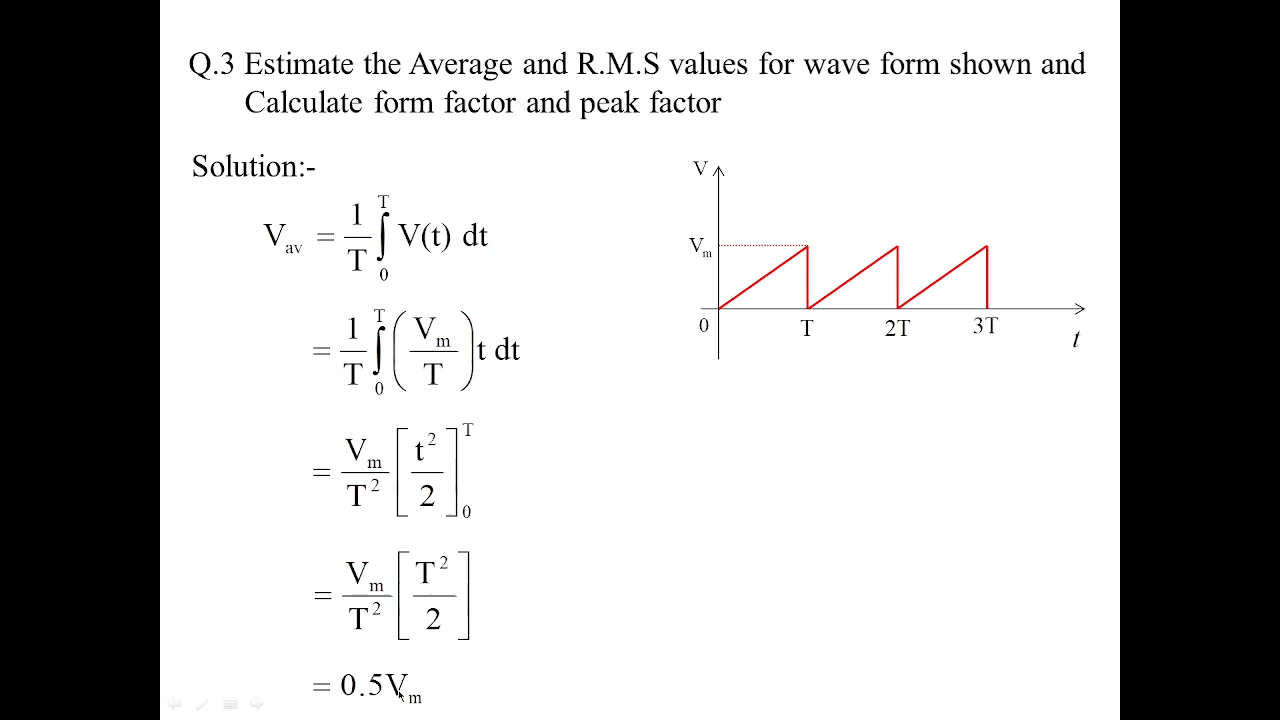 Q.3 Estimate the Average and R.M.S values for wave form shown and
Calculate form factor and peak factor
Solution:-
V_av = 1/T ∫_0^T V(t) dt
= 1/T ∫_0^T (V_m/T) t dt
= V_m/T² [t²/2]_0^T
= V_m/T² [T²/2]
= 0.5V_m
V
V_m
0 T 2T 3T
t